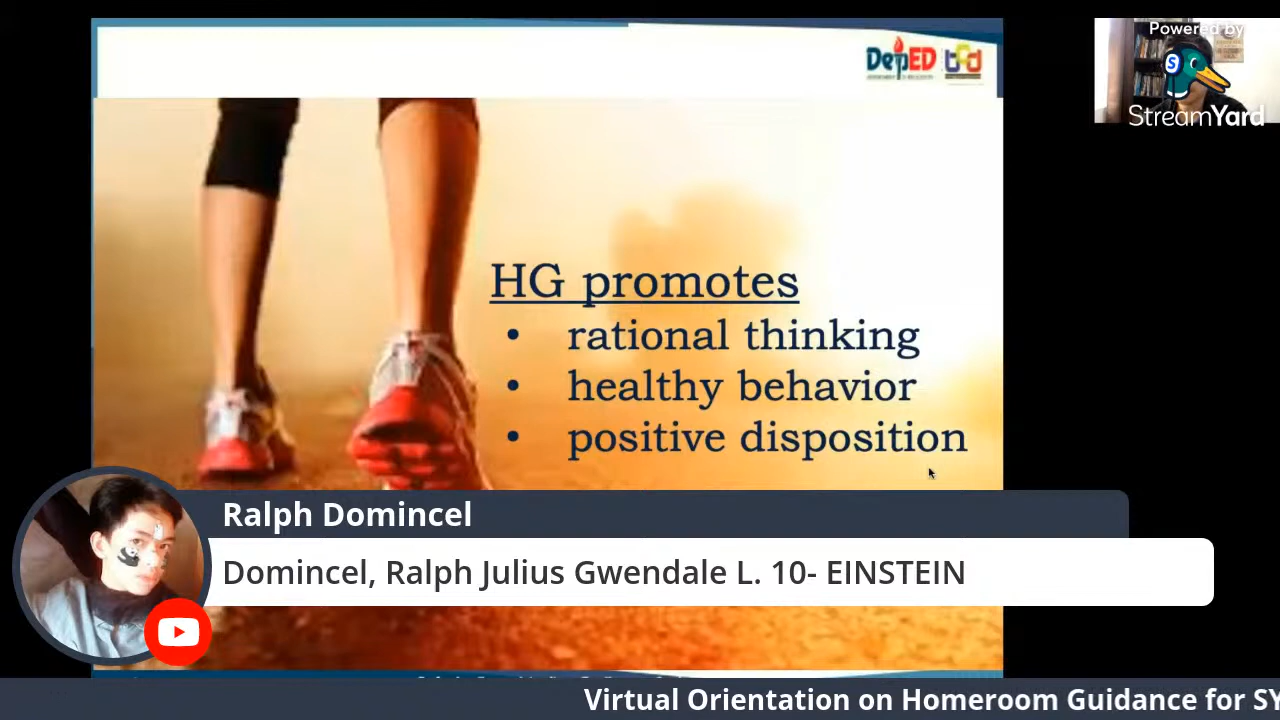 Powered by
StreamYard
DepED
HG promotes
• rational thinking
• healthy behavior
• positive disposition
Ralph Domincel
Domincel, Ralph Julius Gwendale L. 10- EINSTEIN
Virtual Orientation on Homeroom Guidance for SY